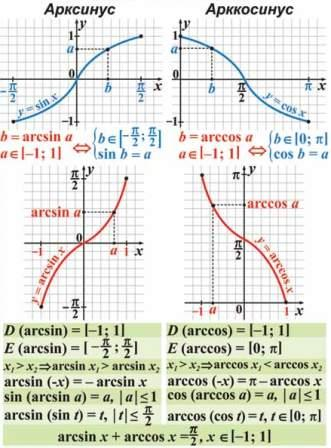 Арксинус
y
1
a
-π/2
0
b
π/2
x
y = sin x
-1
b = arcsin a
a∈[-1; 1]
⇔
{b∈[-π/2; π/2]
sin b = a
y
π/2
arcsin a
-1
0
a
1
x
y = arcsin x
-π/2
D (arcsin) = [-1; 1]
E (arcsin) = [-π/2; π/2]
x₁ > x₂ ⇒ arcsin x₁ > arcsin x₂
arcsin (-x) = - arcsin x
sin (arcsin a) = a, |a| ≤ 1
arcsin (sin t) = t, |t| ≤ π/2
Арккосинус
y
1
a
0
b
π/2
π
x
y = cos x
-1
b = arccos a
a∈[-1; 1]
⇔
{b∈[0; π]
cos b = a
y
π
arccos a
π/2
-1
a
0
1
x
y = arccos x
D (arccos) = [-1; 1]
E (arccos) = [0; π]
x₁ > x₂ ⇒ arccos x₁ < arccos x₂
arccos (-x) = π - arccos x
cos (arccos a) = a, |a| ≤ 1
arccos (cos t) = t, t∈[0; π]
arcsin x + arccos x = π/2, x∈[-1; 1]